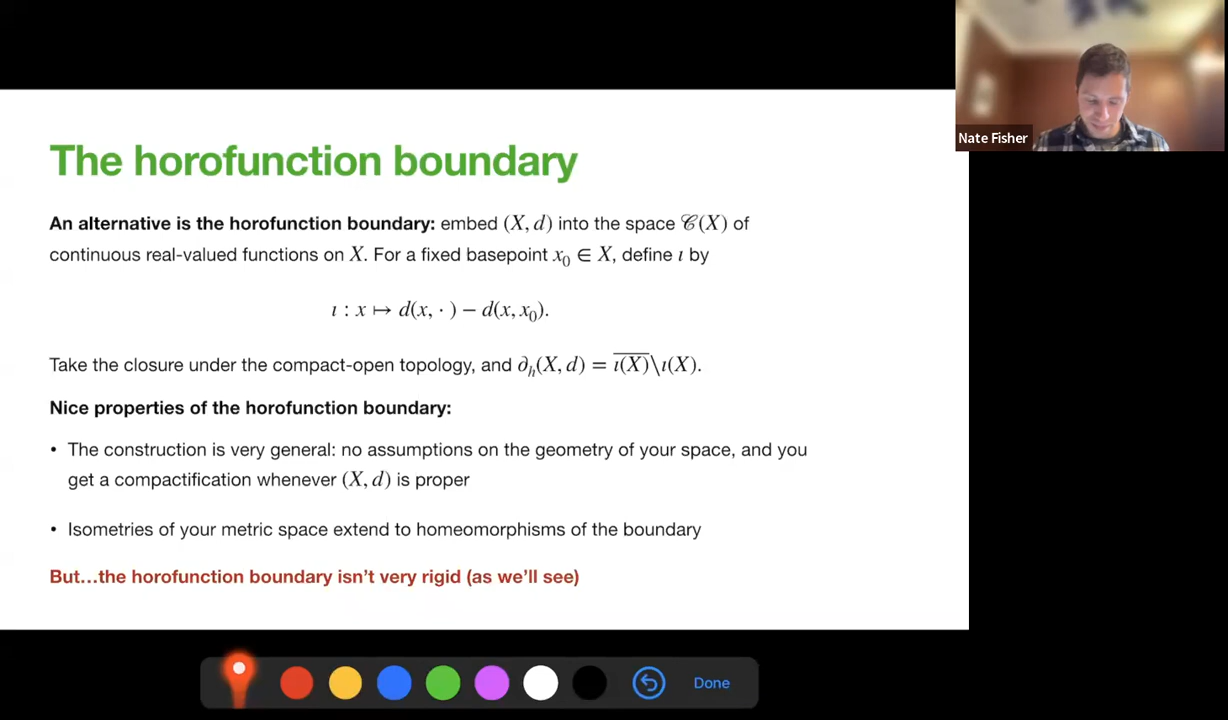 The horofunction boundary
Nate Fisher
An alternative is the horofunction boundary: embed (X, d) into the space 𝒞(X) of
continuous real-valued functions on X. For a fixed basepoint x₀ ∈ X, define ι by
ι : x ↦ d(x, · ) − d(x, x₀).
Take the closure under the compact-open topology, and ∂ₕ(X, d) = \overline{ι(X)}\ι(X).
Nice properties of the horofunction boundary:
• The construction is very general: no assumptions on the geometry of your space, and you
get a compactification whenever (X, d) is proper
• Isometries of your metric space extend to homeomorphisms of the boundary
But…the horofunction boundary isn’t very rigid (as we’ll see)
Done